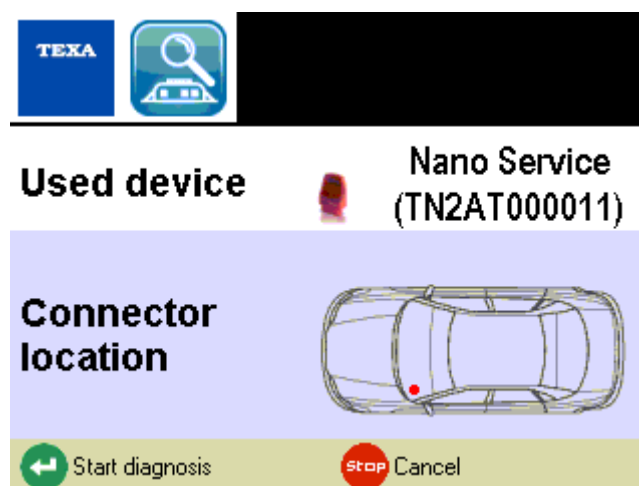 TEXA
Used device
Nano Service
(TN2AT000011)
Connector
location
Start diagnosis
STOP Cancel